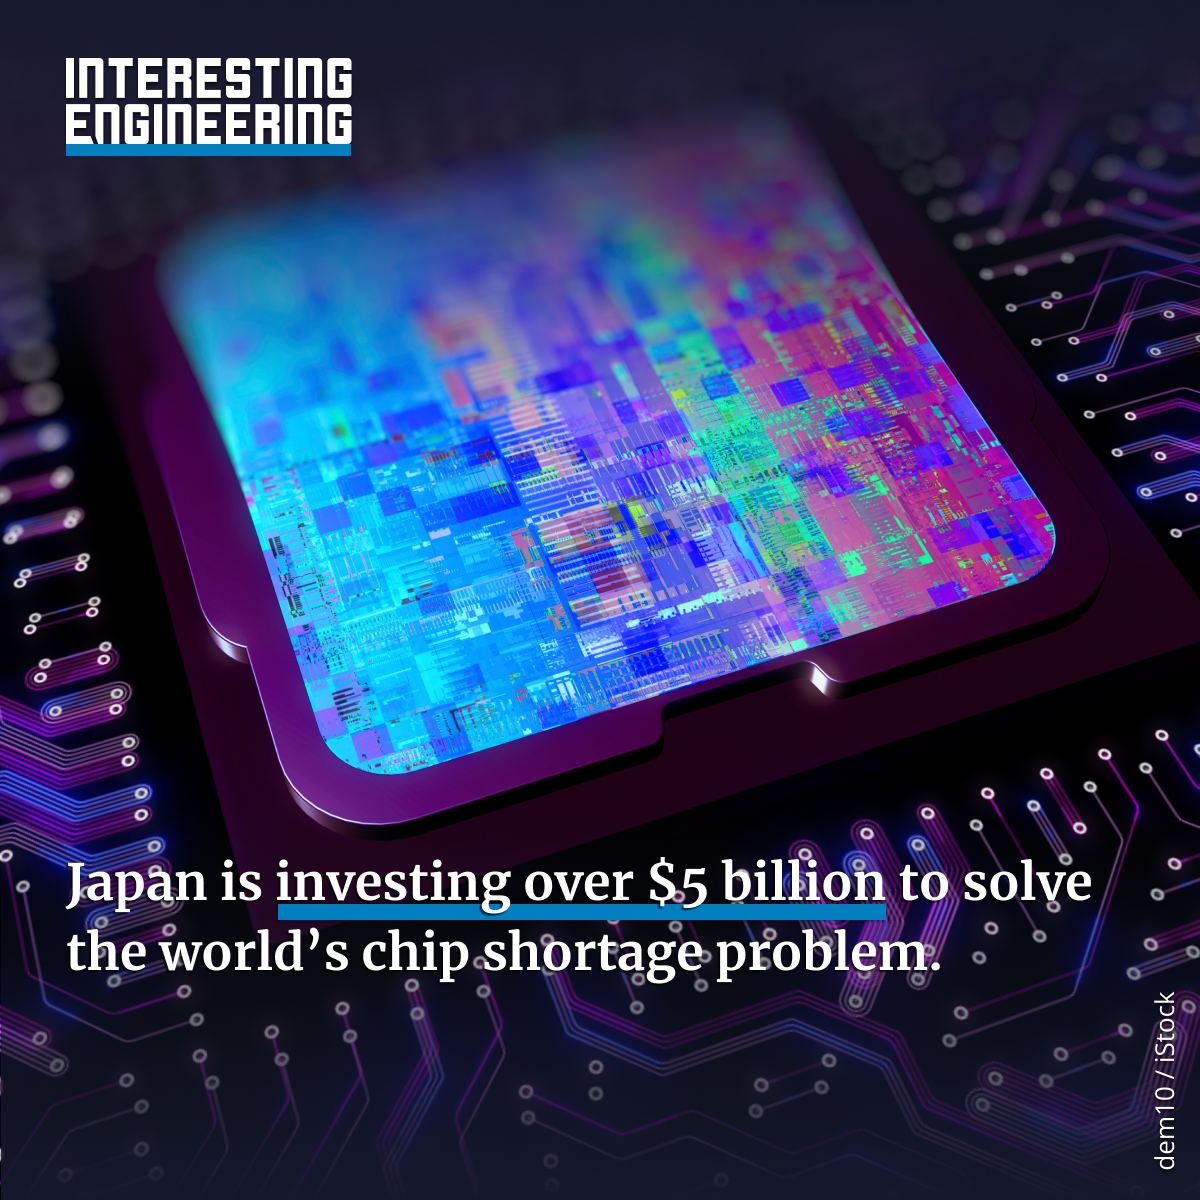 INTERESTING
ENGINEERING
Japan is investing over $5 billion to solve
the world’s chip shortage problem.
dem10 / iStock